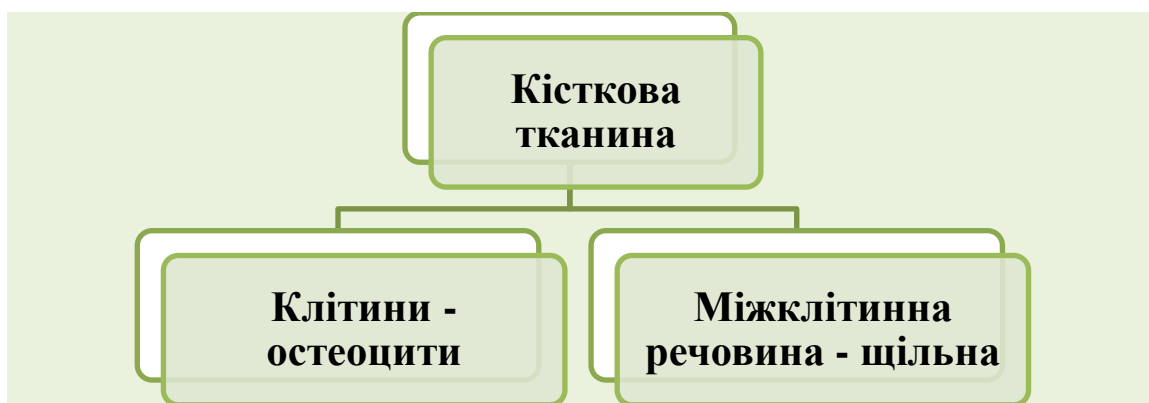 Кісткова
тканина
Клітини -
остеоцити
Міжклітинна
речовина - щільна